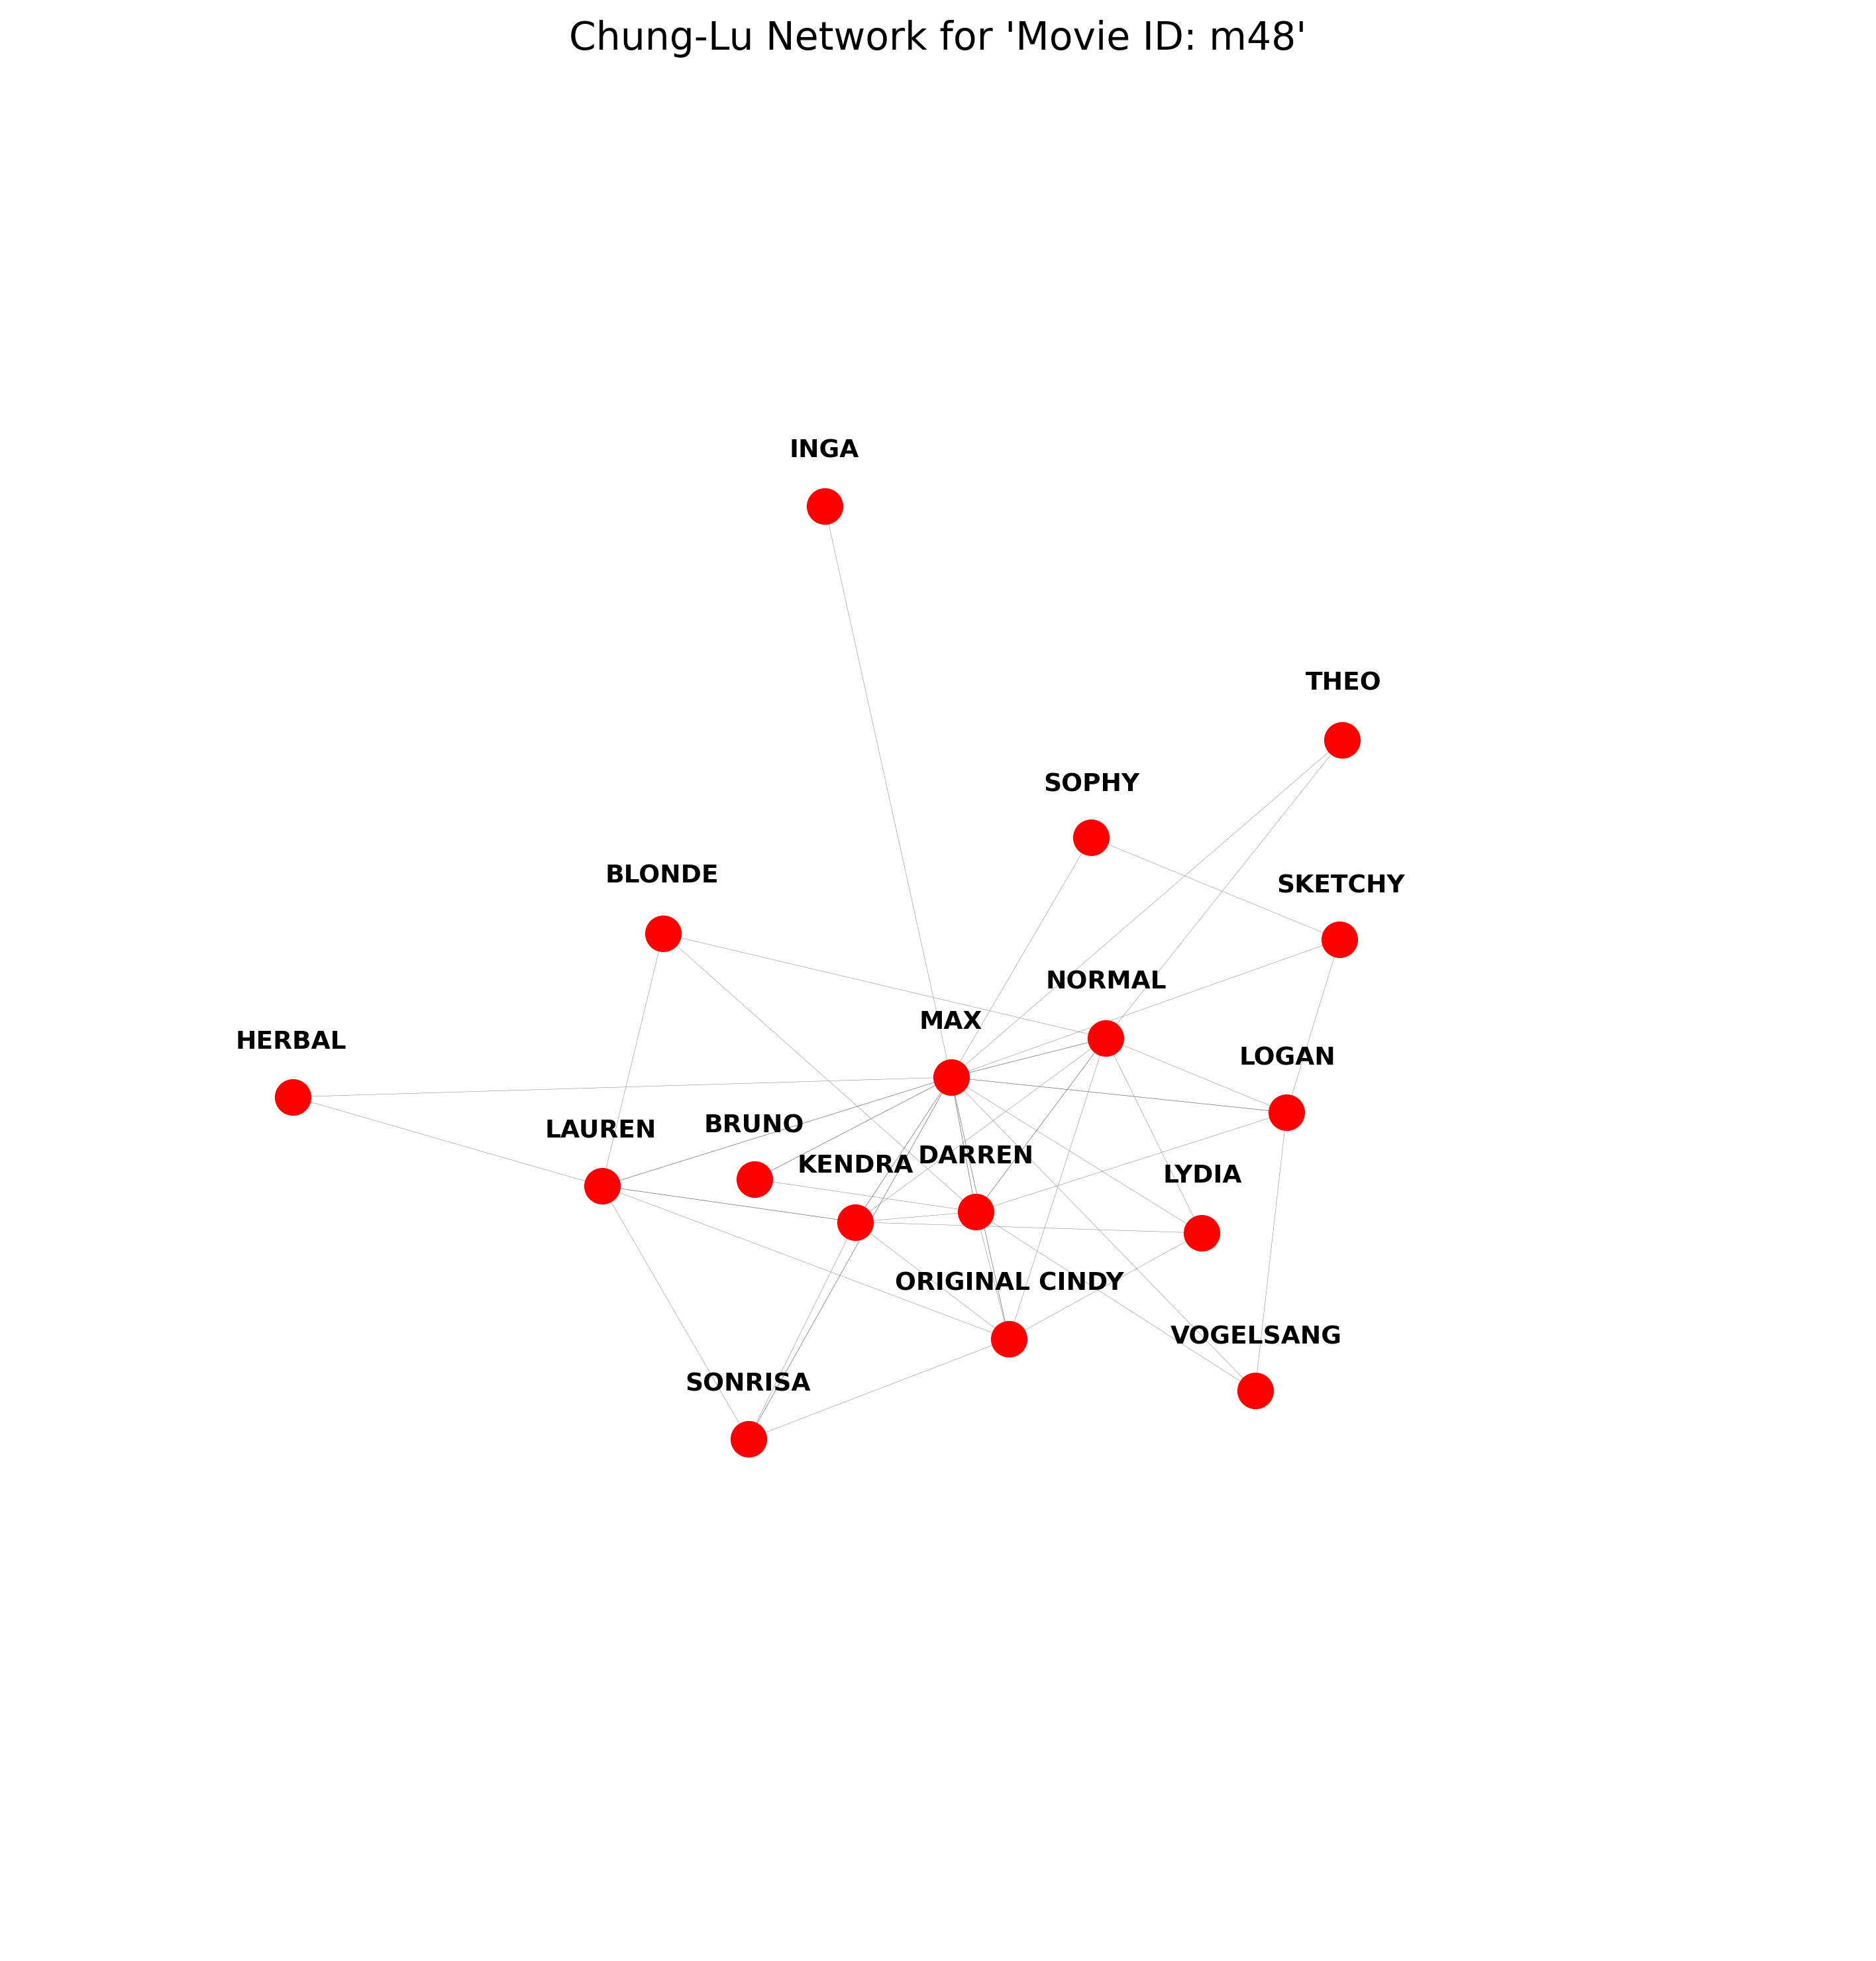 Chung-Lu Network for 'Movie ID: m48'
INGA
THEO
SOPHY
BLONDE
SKETCHY
NORMAL
MAX
HERBAL
LOGAN
BRUNO
LAUREN
DARREN
KENDRA
LYDIA
ORIGINAL CINDY
VOGELSANG
SONRISA